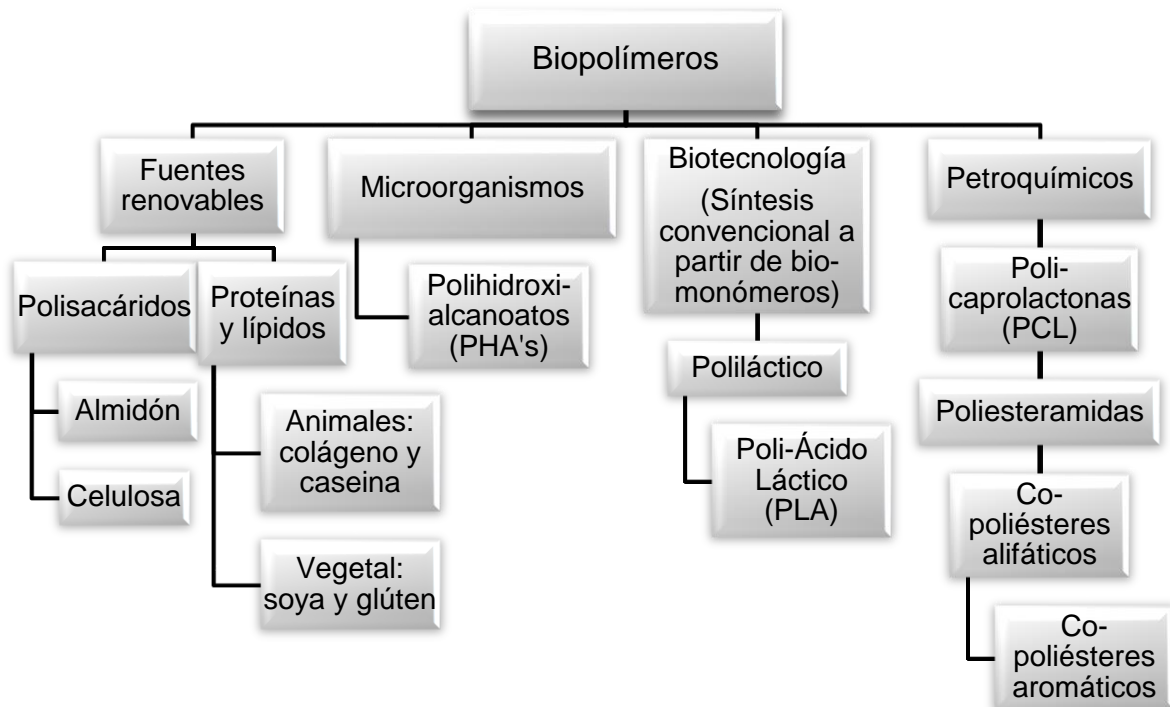 Biopolímeros
Fuentes
renovables
Polisacáridos
Almidón
Celulosa
Proteínas
y lípidos
Animales:
colágeno y
caseina
Vegetal:
soya y glúten
Microorganismos
Polihidroxi-
alcanoatos
(PHA's)
Biotecnología
(Síntesis
convencional a
partir de bio-
monómeros)
Poliláctico
Poli-Ácido
Láctico
(PLA)
Petroquímicos
Poli-
caprolactonas
(PCL)
Poliesteramidas
Co-
poliésteres
alifáticos
Co-
poliésteres
aromáticos